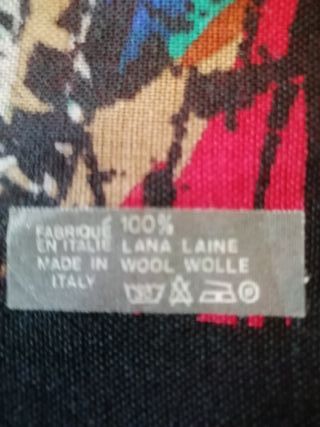 FABRIQUÉ 100%
EN ITALIE LANA LAINE
MADE IN WOOL WOLLE
ITALY